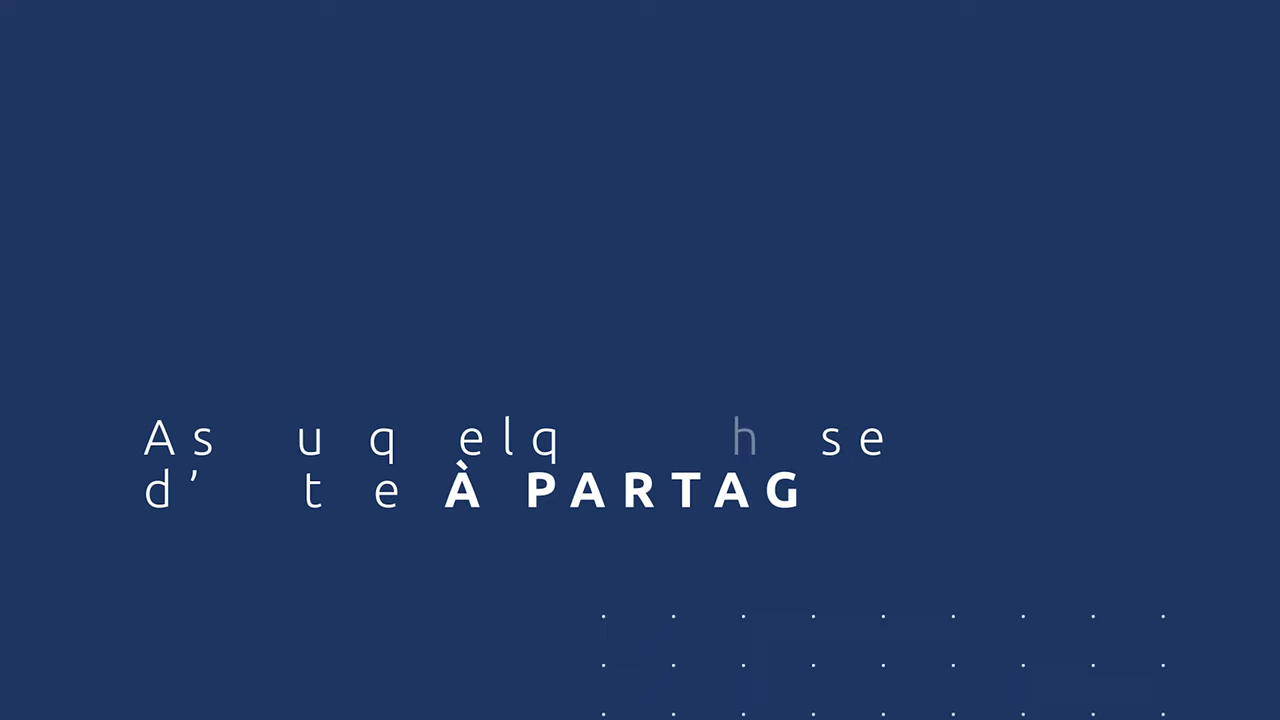 As u q elq h se
d’ t e À PARTAG